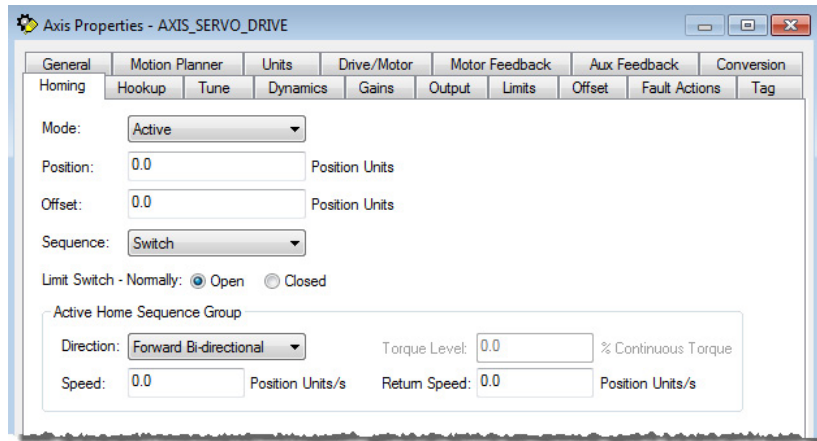 Axis Properties - AXIS_SERVO_DRIVE
General Motion Planner Units Drive/Motor Motor Feedback Aux Feedback Conversion
Homing Hookup Tune Dynamics Gains Output Limits Offset Fault Actions Tag
Mode: Active
Position: 0.0 Position Units
Offset: 0.0 Position Units
Sequence: Switch
Limit Switch - Normally: Open Closed
Active Home Sequence Group
Direction: Forward Bi-directional Torque Level: 0.0 % Continuous Torque
Speed: 0.0 Position Units/s Return Speed: 0.0 Position Units/s